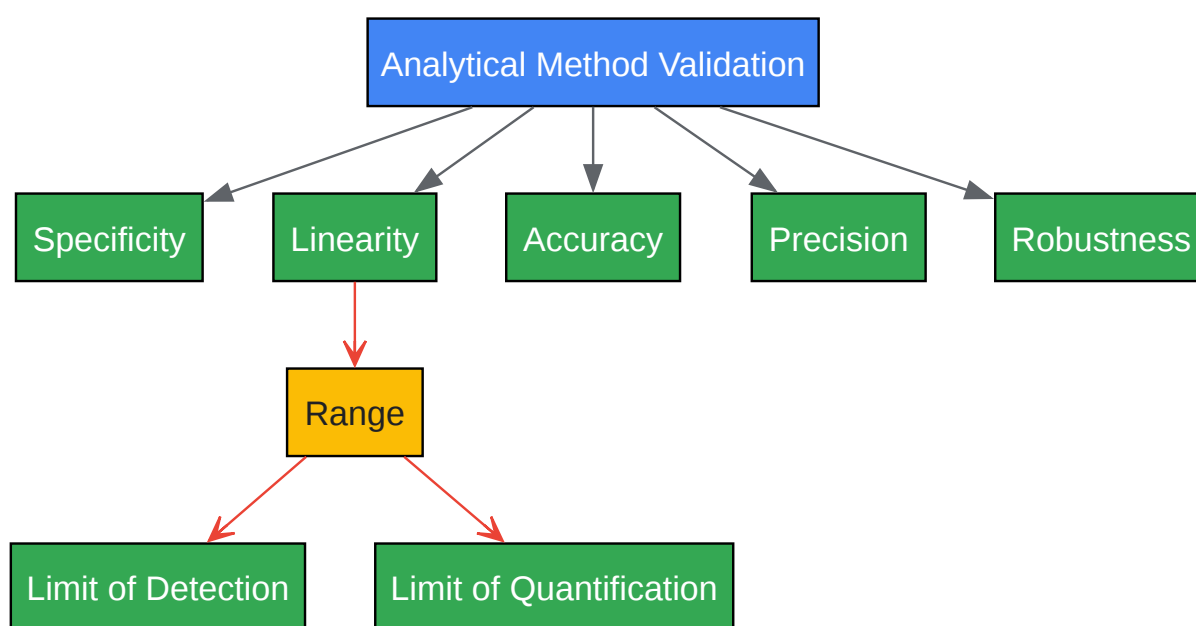 Analytical Method Validation
Specificity
Linearity
Accuracy
Precision
Robustness
Range
Limit of Detection
Limit of Quantification